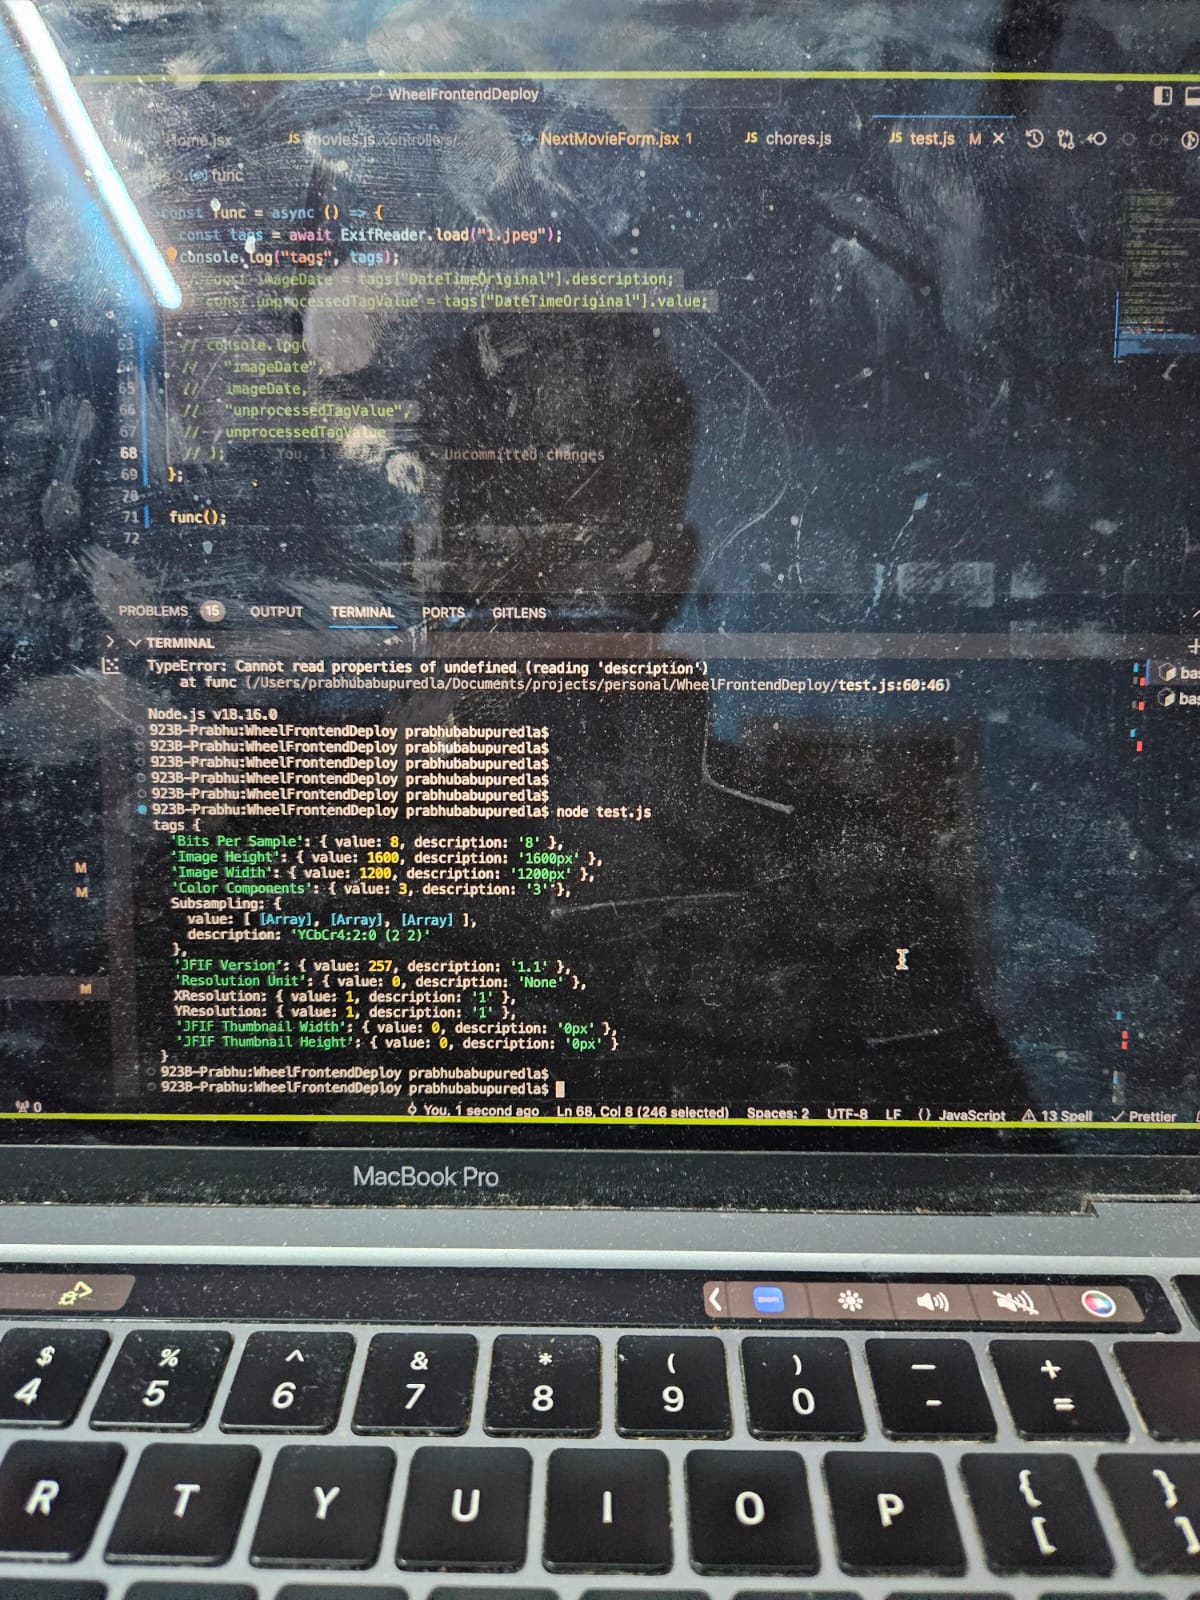 WheelFrontendDeploy
Home.jsx JS movies.js controllers/ NextMovieForm.jsx 1 JS chores.js JS test.js M ×
func
const func = async () => {
const tags = await ExifReader.load("1.jpeg");
console.log("tags", tags);
// const imageDate = tags["DateTimeOriginal"].description;
// const unprocessedTagValue = tags["DateTimeOriginal"].value;
// console.log(
64 // "imageDate",
65 // imageDate,
66 // "unprocessedTagValue",
67 // unprocessedTagValue
68 // ); You, 1 Uncommitted changes
69 };
70
71 func();
72
PROBLEMS 15 OUTPUT TERMINAL PORTS GITLENS
TERMINAL
TypeError: Cannot read properties of undefined (reading 'description')
at func (/Users/prabhubabupuredla/Documents/projects/personal/WheelFrontendDeploy/test.js:60:46)
bas
bas
Node.js v18.16.0
923B-Prabhu:WheelFrontendDeploy prabhubabupuredla$
923B-Prabhu:WheelFrontendDeploy prabhubabupuredla$
923B-Prabhu:WheelFrontendDeploy prabhubabupuredla$
923B-Prabhu:WheelFrontendDeploy prabhubabupuredla$
923B-Prabhu:WheelFrontendDeploy prabhubabupuredla$
923B-Prabhu:WheelFrontendDeploy prabhubabupuredla$ node test.js
tags {
'Bits Per Sample': { value: 8, description: '8' },
'Image Height': { value: 1600, description: '1600px' },
'Image Width': { value: 1200, description: '1200px' },
'Color Components': { value: 3, description: '3' },
Subsampling: {
value: [ [Array], [Array], [Array] ],
description: 'YCbCr4:2:0 (2 2)'
},
'JFIF Version': { value: 257, description: '1.1' },
'Resolution Unit': { value: 0, description: 'None' },
XResolution: { value: 1, description: '1' },
YResolution: { value: 1, description: '1' },
'JFIF Thumbnail Width': { value: 0, description: '0px' },
'JFIF Thumbnail Height': { value: 0, description: '0px' }
}
923B-Prabhu:WheelFrontendDeploy prabhubabupuredla$
923B-Prabhu:WheelFrontendDeploy prabhubabupuredla$
M
M
M
0 You, 1 second ago Ln 68, Col 8 (246 selected) Spaces: 2 UTF-8 LF {} JavaScript 13 Spell Prettier
MacBook Pro
zoom
$ % ^ & * ( ) — +
4 5 6 7 8 9 0 - =
R T Y U I O P { }
[ ]